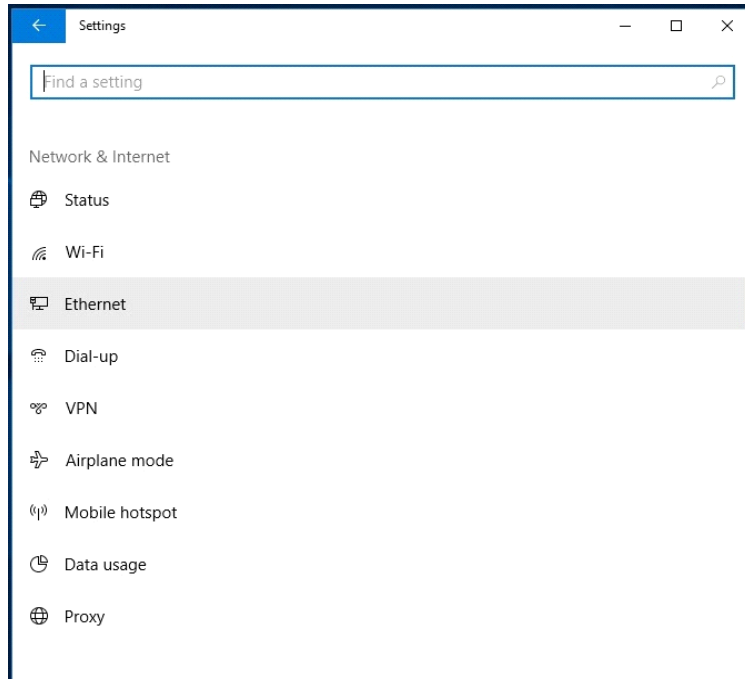 Settings
Find a setting
Network & Internet
Status
Wi-Fi
Ethernet
Dial-up
VPN
Airplane mode
Mobile hotspot
Data usage
Proxy